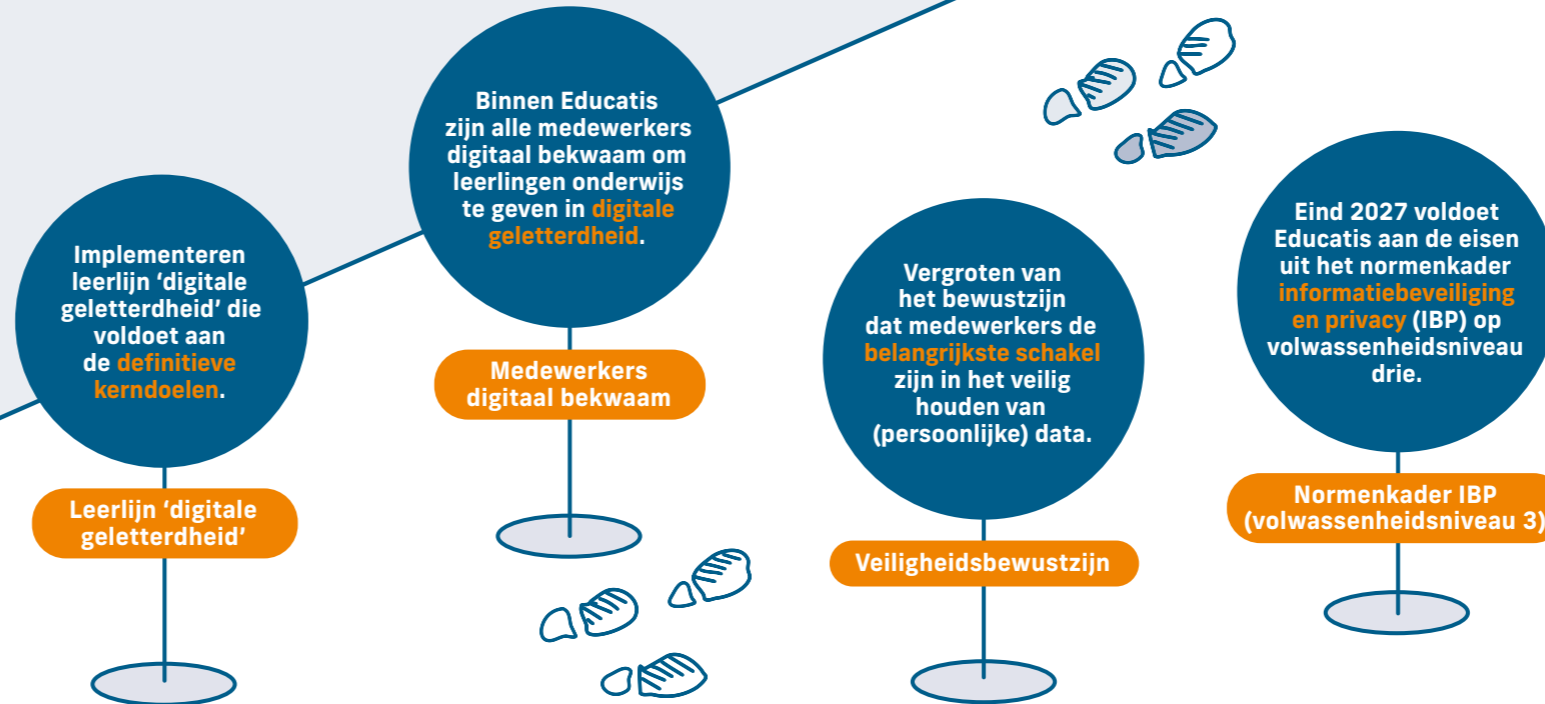 Implementeren
leerlijn ‘digitale
geletterdheid’ die
voldoet aan
de definitieve
kerndoelen.
Leerlijn ‘digitale
geletterdheid’
Binnen Educatis
zijn alle medewerkers
digitaal bekwaam om
leerlingen onderwijs
te geven in digitale
geletterdheid.
Medewerkers
digitaal bekwaam
Vergroten van
het bewustzijn
dat medewerkers de
belangrijkste schakel
zijn in het veilig
houden van
(persoonlijke) data.
Veiligheidsbewustzijn
Eind 2027 voldoet
Educatis aan de eisen
uit het normenkader
informatiebeveiliging
en privacy (IBP) op
volwassenheidsniveau
drie.
Normenkader IBP
(volwassenheidsniveau 3)